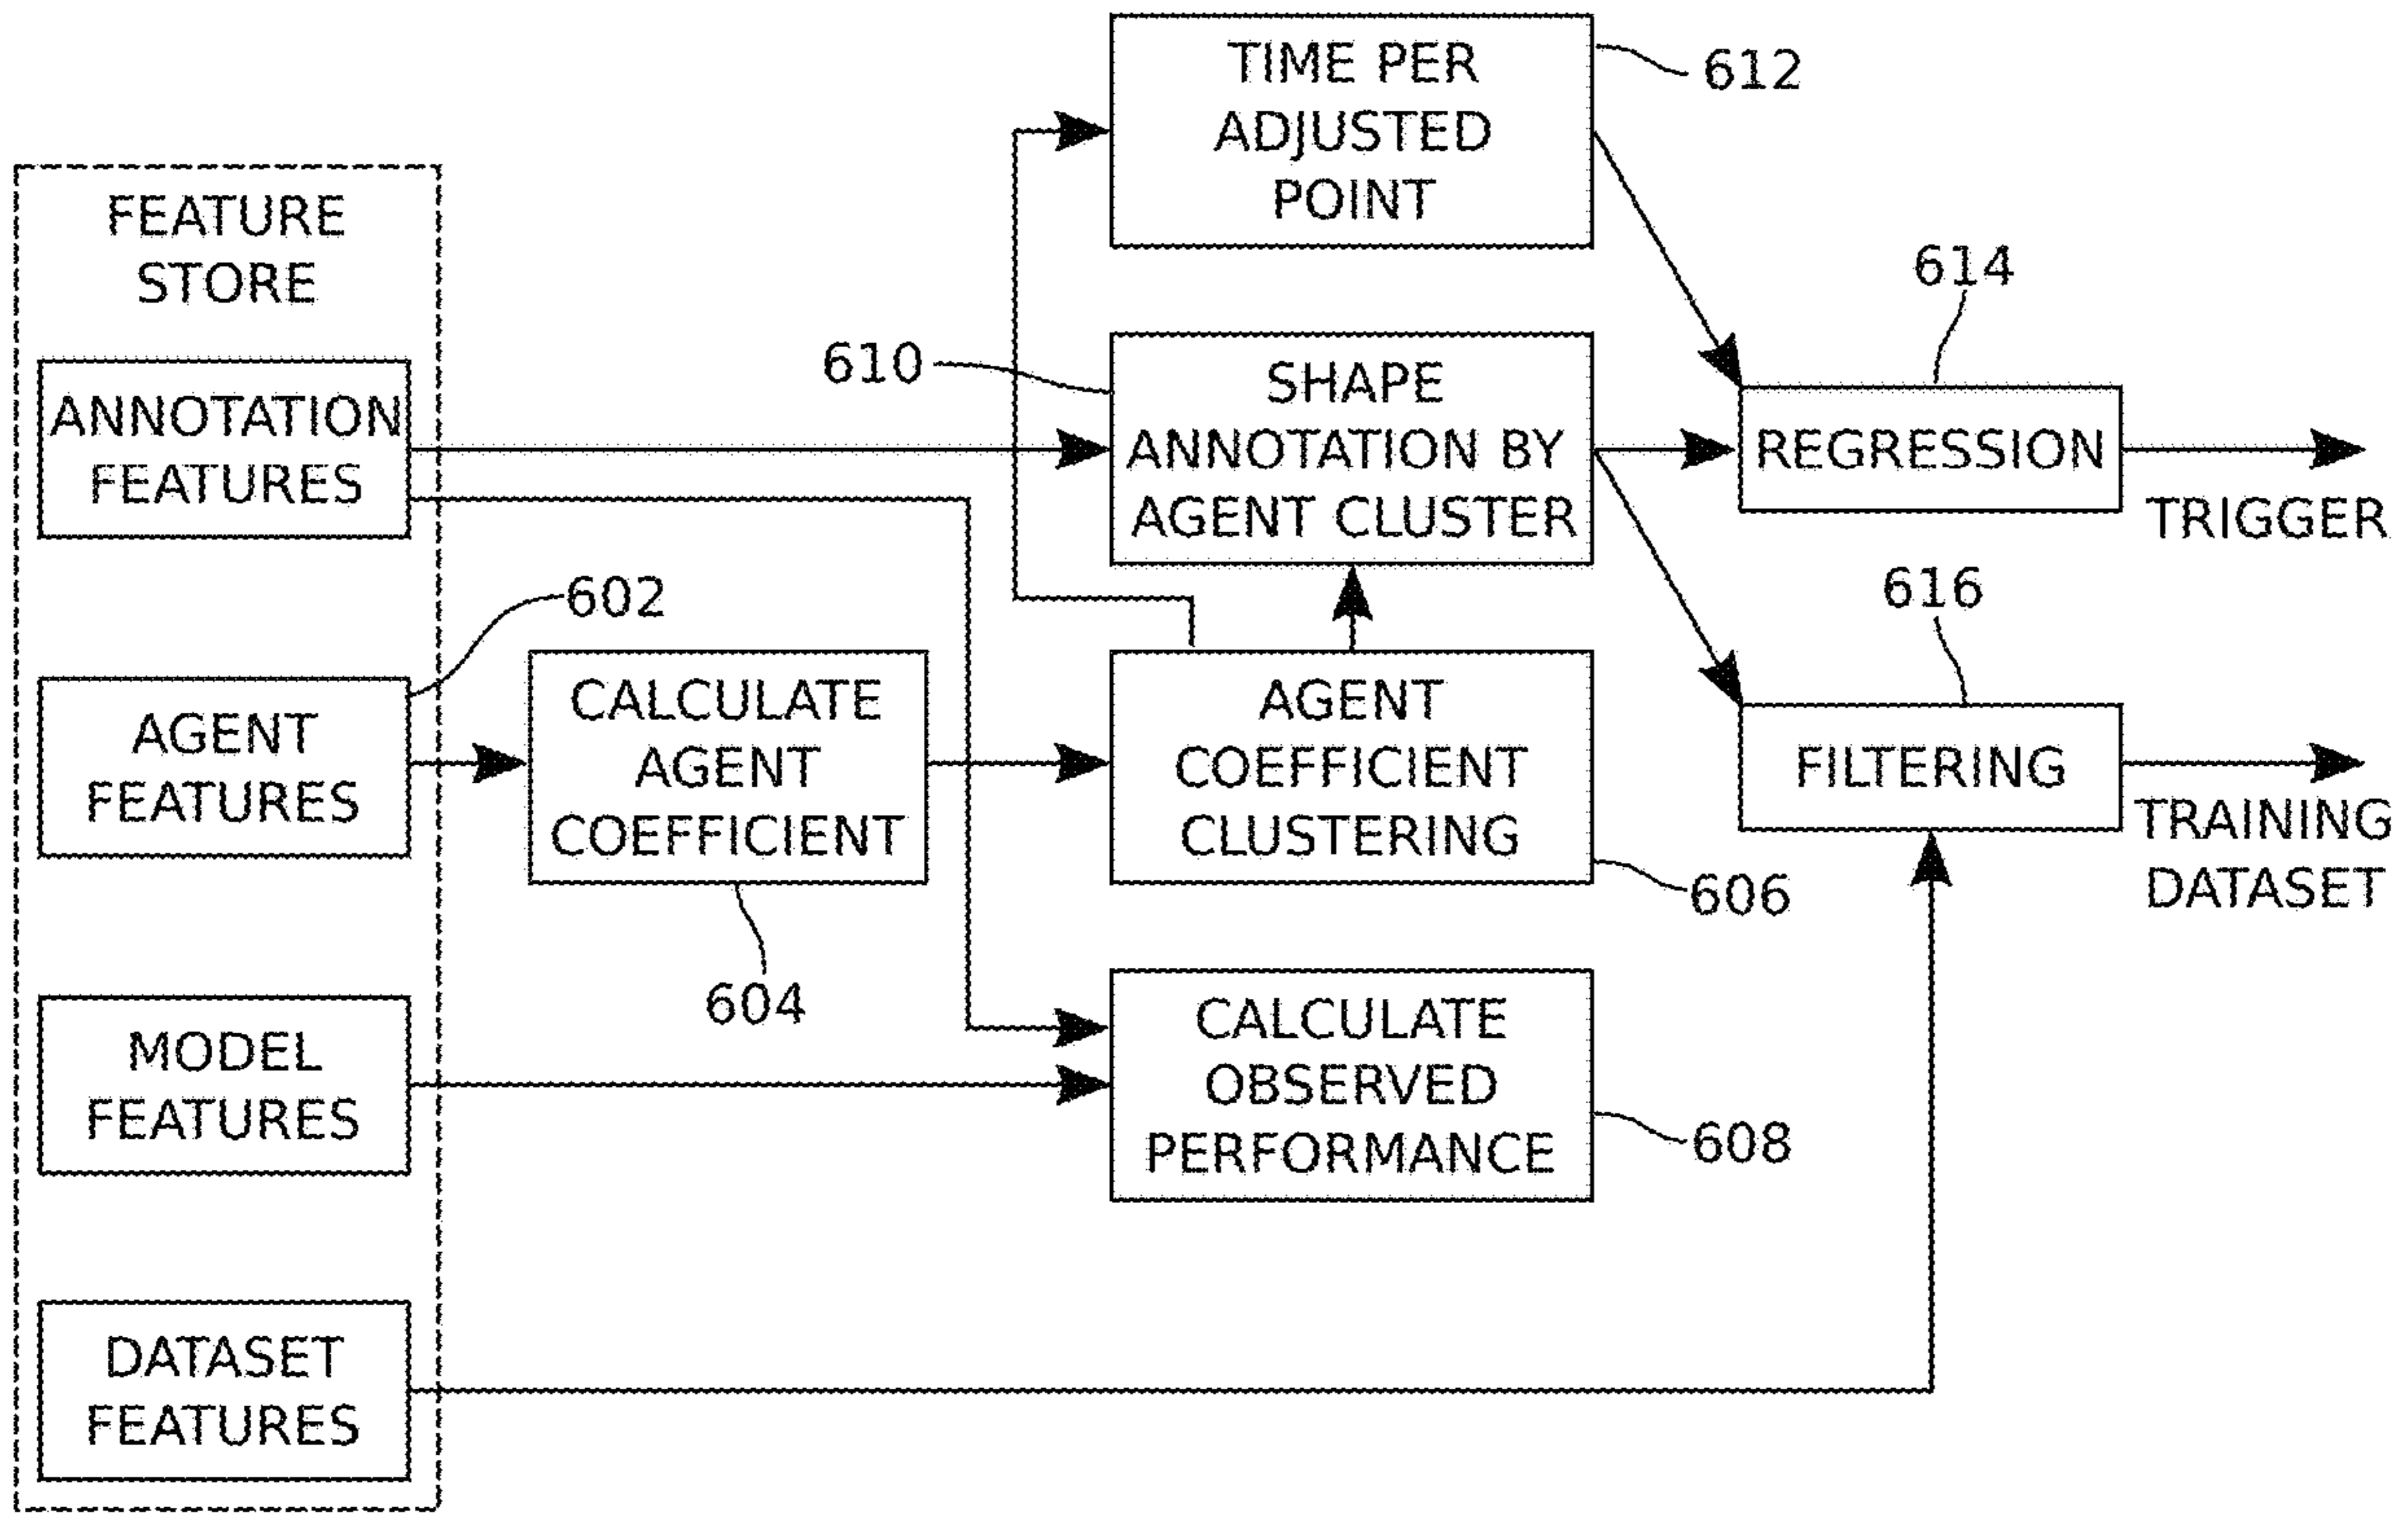 FEATURE
STORE
ANNOTATION
FEATURES
602
AGENT
FEATURES
MODEL
FEATURES
DATASET
FEATURES
CALCULATE
AGENT
COEFFICIENT
604
TIME PER
ADJUSTED
POINT
612
610
SHAPE
ANNOTATION BY
AGENT CLUSTER
AGENT
COEFFICIENT
CLUSTERING
606
CALCULATE
OBSERVED
PERFORMANCE
608
614
REGRESSION
TRIGGER
616
FILTERING
TRAINING
DATASET